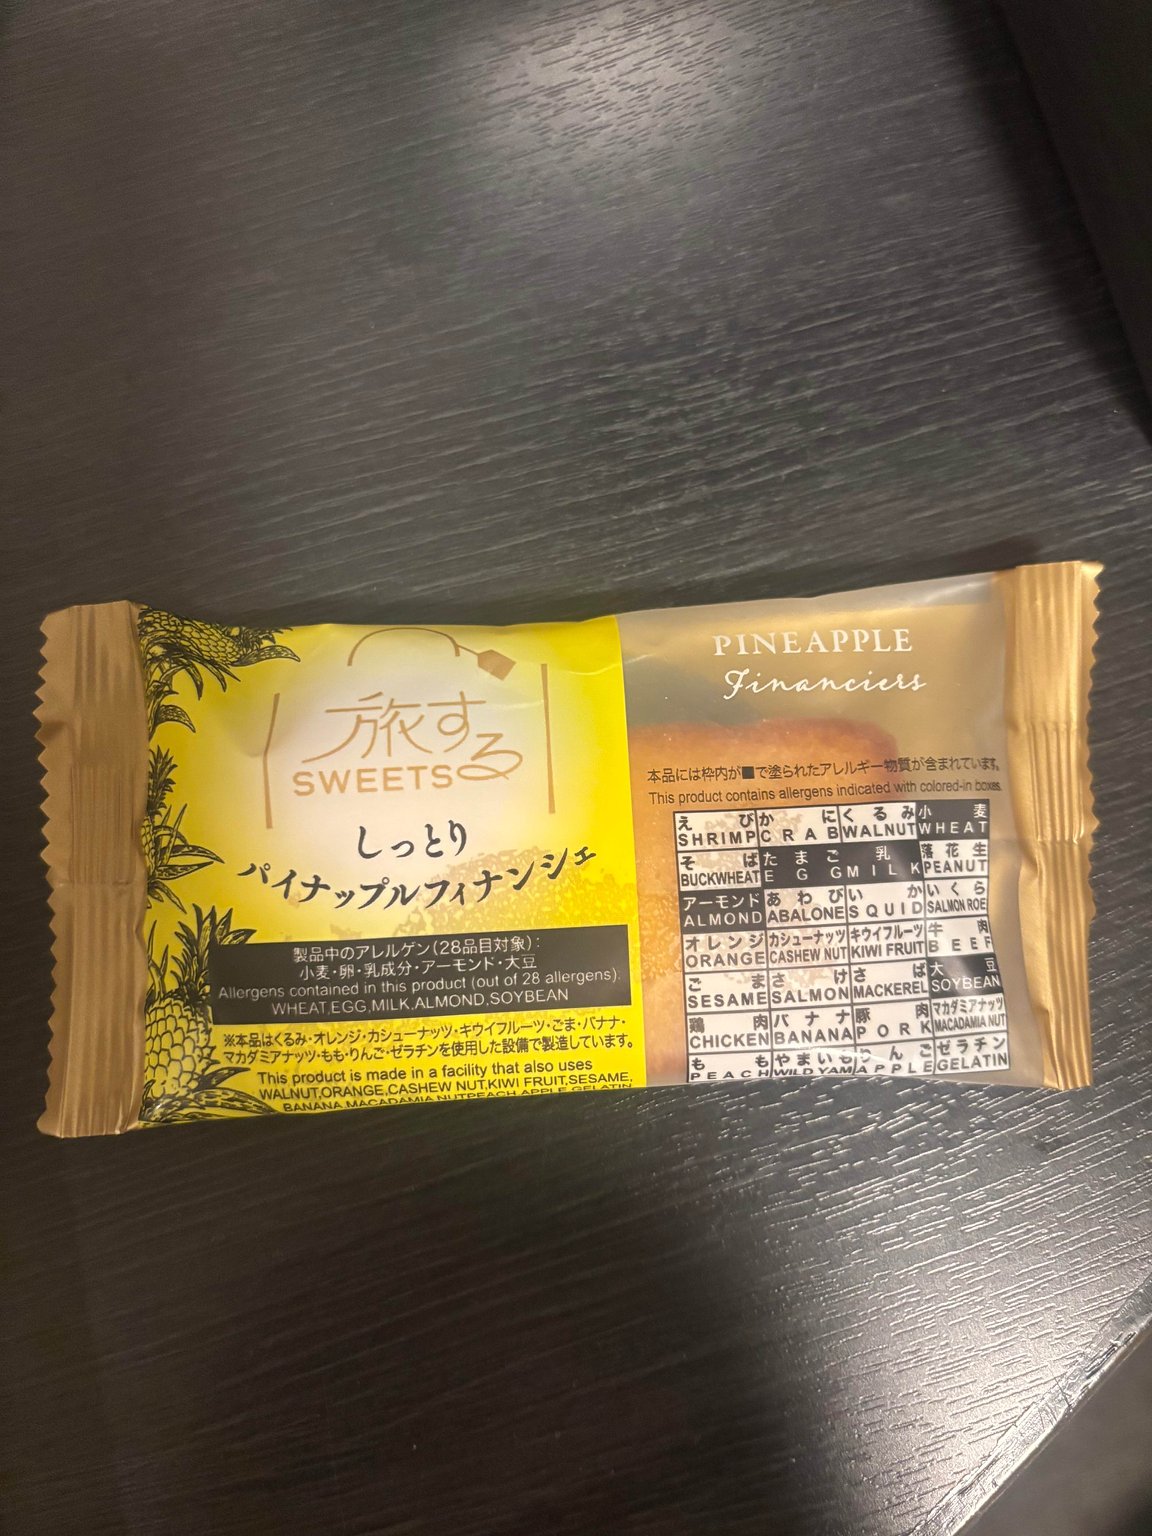 旅する
SWEETS
しっとり
パイナップルフィナンシェ
製品中のアレルゲン(28品目対象):
小麦・卵・乳成分・アーモンド・大豆
Allergens contained in this product (out of 28 allergens):
WHEAT,EGG,MILK,ALMOND,SOYBEAN
※本品はくるみ・オレンジ・カシューナッツ・キウイフルーツ・ごま・バナナ・
マカダミアナッツ・もも・りんご・ゼラチンを使用した設備で製造しています。
This product is made in a facility that also uses
WALNUT,ORANGE,CASHEW NUT,KIWI FRUIT,SESAME,
BANANA,MACADAMIA NUT,PEACH,APPLE,GELATIN
PINEAPPLE
Financiers
本品には枠内が■で塗られたアレルギー物質が含まれています。
This product contains allergens indicated with colored-in boxes.
えび かに くるみ 小麦
SHRIMP CRAB WALNUT WHEAT
そば たまご 乳 落花生
BUCKWHEAT EGG MILK PEANUT
アーモンド あわび いか いくら
ALMOND ABALONE SQUID SALMON ROE
オレンジ カシューナッツ キウイフルーツ 牛肉
ORANGE CASHEW NUT KIWI FRUIT BEEF
ごま さけ さば 大豆
SESAME SALMON MACKEREL SOYBEAN
鶏肉 バナナ 豚肉 マカダミアナッツ
CHICKEN BANANA PORK MACADAMIA NUT
もも やまいも りんご ゼラチン
PEACH WILD YAM APPLE GELATIN